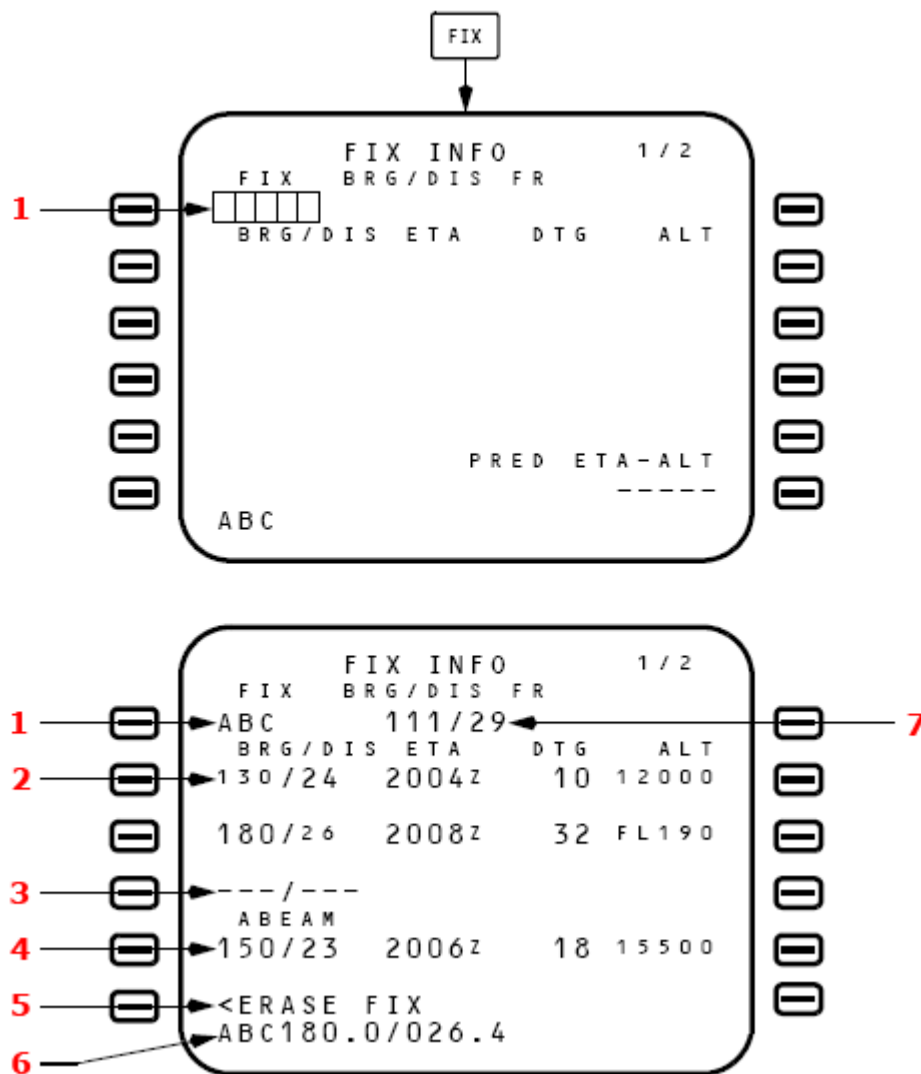 FIX
FIX INFO 1/2
FIX BRG/DIS FR
1
BRG/DIS ETA DTG ALT
PRED ETA-ALT
-----
ABC
FIX INFO 1/2
FIX BRG/DIS FR
1 ABC 111/29 7
BRG/DIS ETA DTG ALT
2 130/24 2004Z 10 12000
180/26 2008Z 32 FL190
3 ---/---
ABEAM
4 150/23 2006Z 18 15500
5 <ERASE FIX
6 ABC180.0/026.4